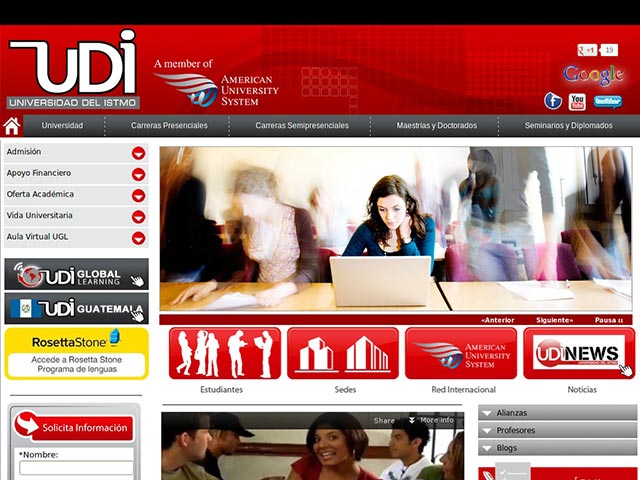 UDI
UNIVERSIDAD DEL ISTMO
A member of
AMERICAN
UNIVERSITY
SYSTEM
+1 19
Google
You
Tube
Universidad
Carreras Presenciales
Carreras Semipresenciales
Maestrías y Doctorados
Seminarios y Diplomados
Admisión
Apoyo Financiero
Oferta Académica
Vida Universitaria
Aula Virtual UGL
UDI GLOBAL
LEARNING
UDI GUATEMALA
RosettaStone
Accede a Rosetta Stone
Programa de lenguas
«Anterior
Siguiente»
Pausa
AMERICAN
UNIVERSITY
SYSTEM
UDI NEWS
Estudiantes
Sedes
Red Internacional
Noticias
Solicita Información
*Nombre:
Share
More info
Alianzas
Profesores
Blogs